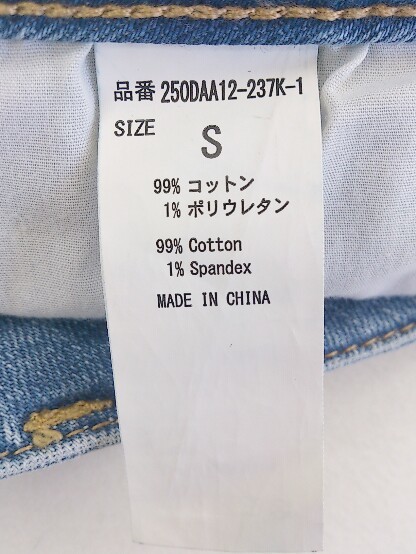 品番 250DAA12-237K-1
SIZE S
99% コットン
1% ポリウレタン
99% Cotton
1% Spandex
MADE IN CHINA